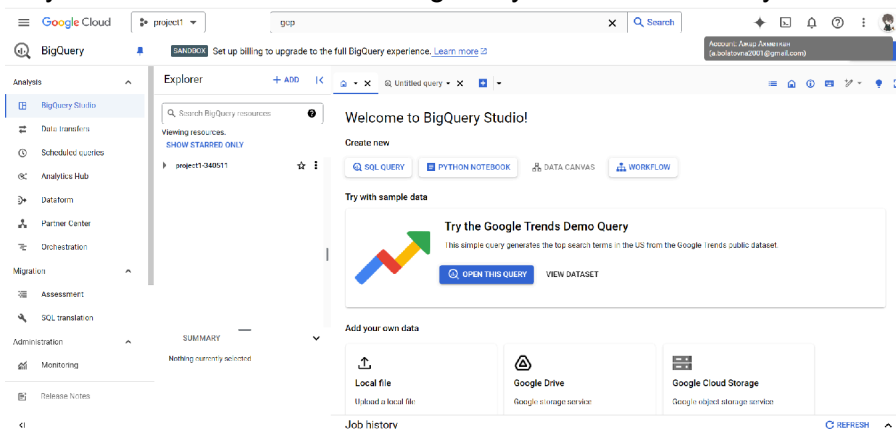 Google Cloud
project1
gcp
Search
BigQuery
SANDBOX Set up billing to upgrade to the full BigQuery experience. Learn more
Account: Ажар Ахметжан
(a.bolatovna2001@gmail.com)
Analysis
BigQuery Studio
Data transfers
Scheduled queries
Analytics Hub
Dataform
Partner Center
Orchestration
Migration
Assessment
SQL translation
Administration
Monitoring
Release Notes
Explorer
+ ADD
Search BigQuery resources
Viewing resources.
SHOW STARRED ONLY
project1-340511
SUMMARY
Nothing currently selected
Untitled query
Welcome to BigQuery Studio!
Create new
SQL QUERY
PYTHON NOTEBOOK
DATA CANVAS
WORKFLOW
Try with sample data
Try the Google Trends Demo Query
This simple query generates the top search terms in the US from the Google Trends public dataset
OPEN THIS QUERY
VIEW DATASET
Add your own data
Local file
Upload a local file
Google Drive
Google storage service
Google Cloud Storage
Google object storage service
Job history
REFRESH